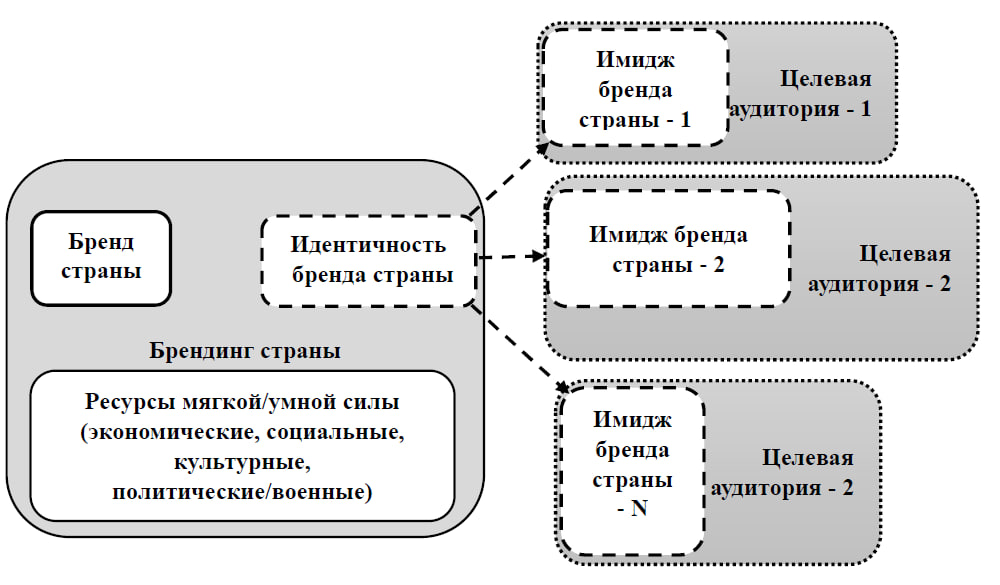 Бренд
страны
Идентичность
бренда страны
Брендинг страны
Ресурсы мягкой/умной силы
(экономические, социальные,
культурные,
политические/военные)
Имидж
бренда
страны - 1
Целевая
аудитория - 1
Имидж бренда
страны - 2
Целевая
аудитория - 2
Имидж
бренда
страны
- N
Целевая
аудитория - 2